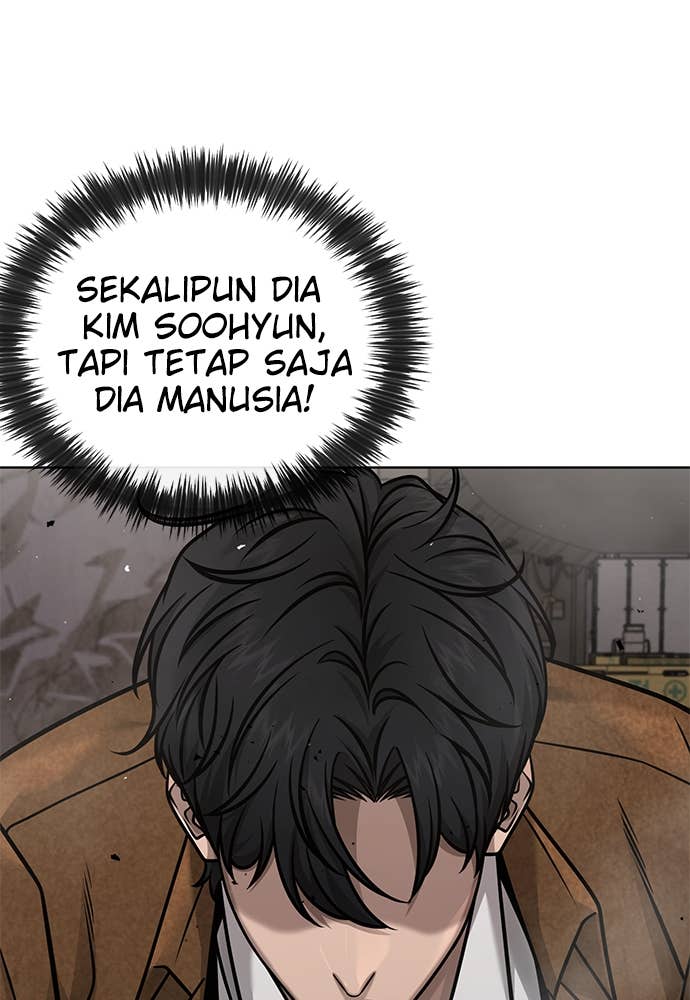 SEKALIPUN DIA
KIM SOOHYUN,
TAPI TETAP SAJA
DIA MANUSIA!